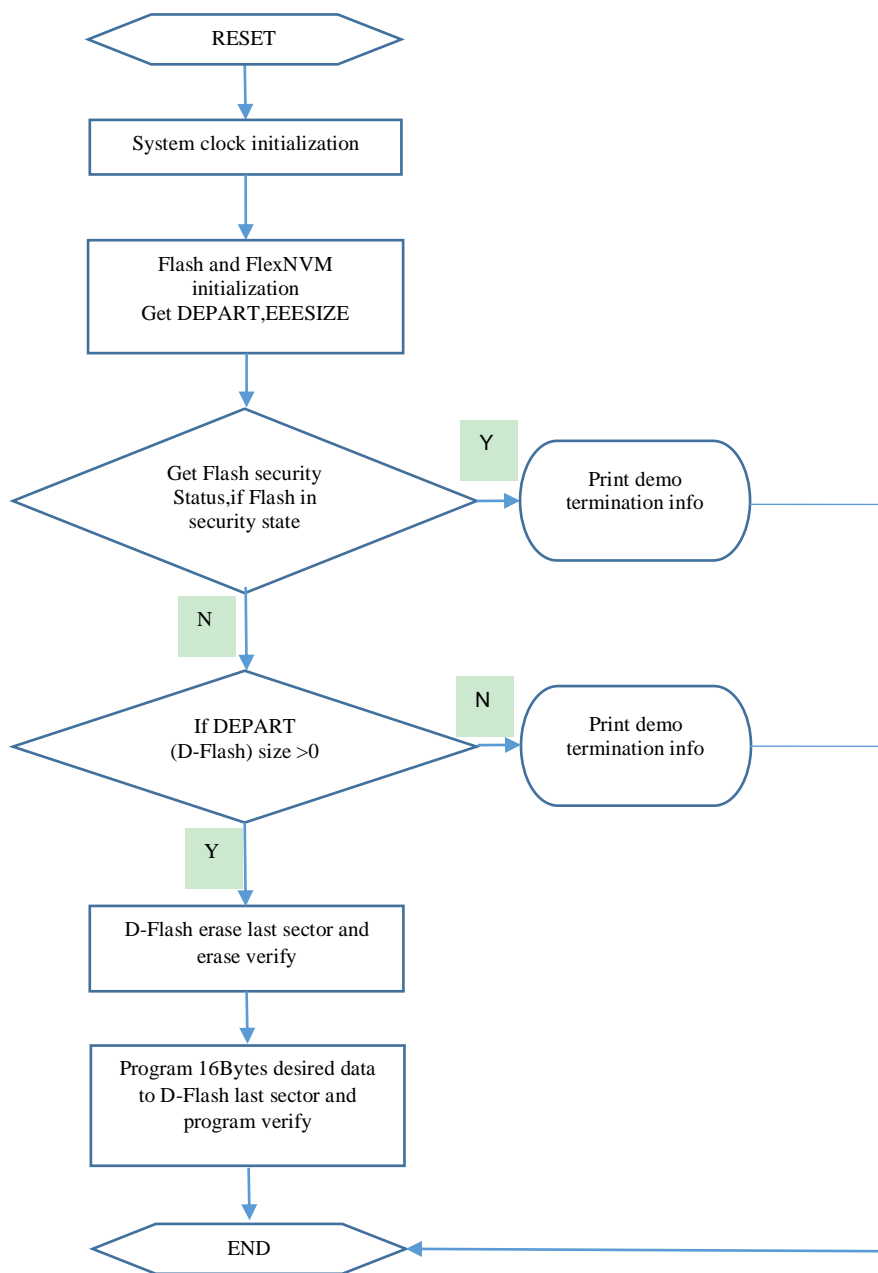 RESET
System clock initialization
Flash and FlexNVM
initialization
Get DEPART,EEESIZE
Get Flash security
Status,if Flash in
security state
Y
Print demo
termination info
N
If DEPART
(D-Flash) size >0
N
Print demo
termination info
Y
D-Flash erase last sector and
erase verify
Program 16Bytes desired data
to D-Flash last sector and
program verify
END